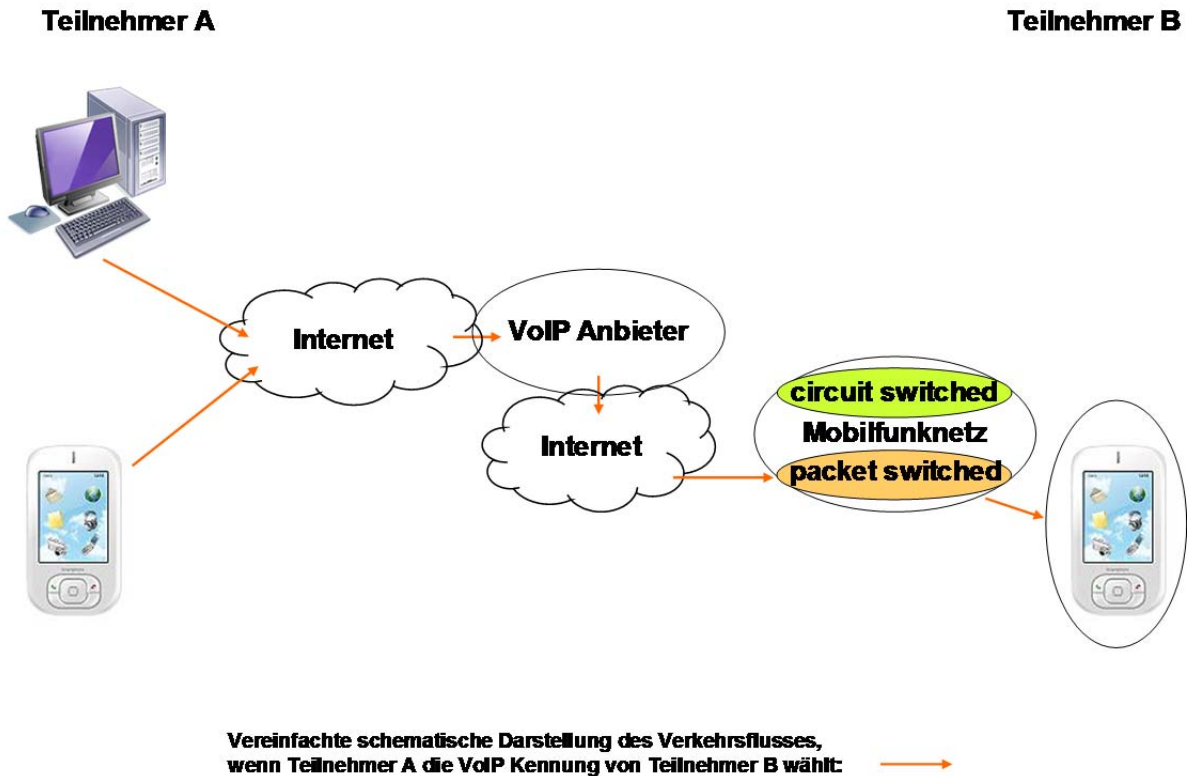 Teilnehmer A
Teilnehmer B
Internet
VoIP Anbieter
Internet
circuit switched
Mobilfunknetz
packet switched
Vereinfachte schematische Darstellung des Verkehrsflusses,
wenn Teilnehmer A die VoIP Kennung von Teilnehmer B wählt: